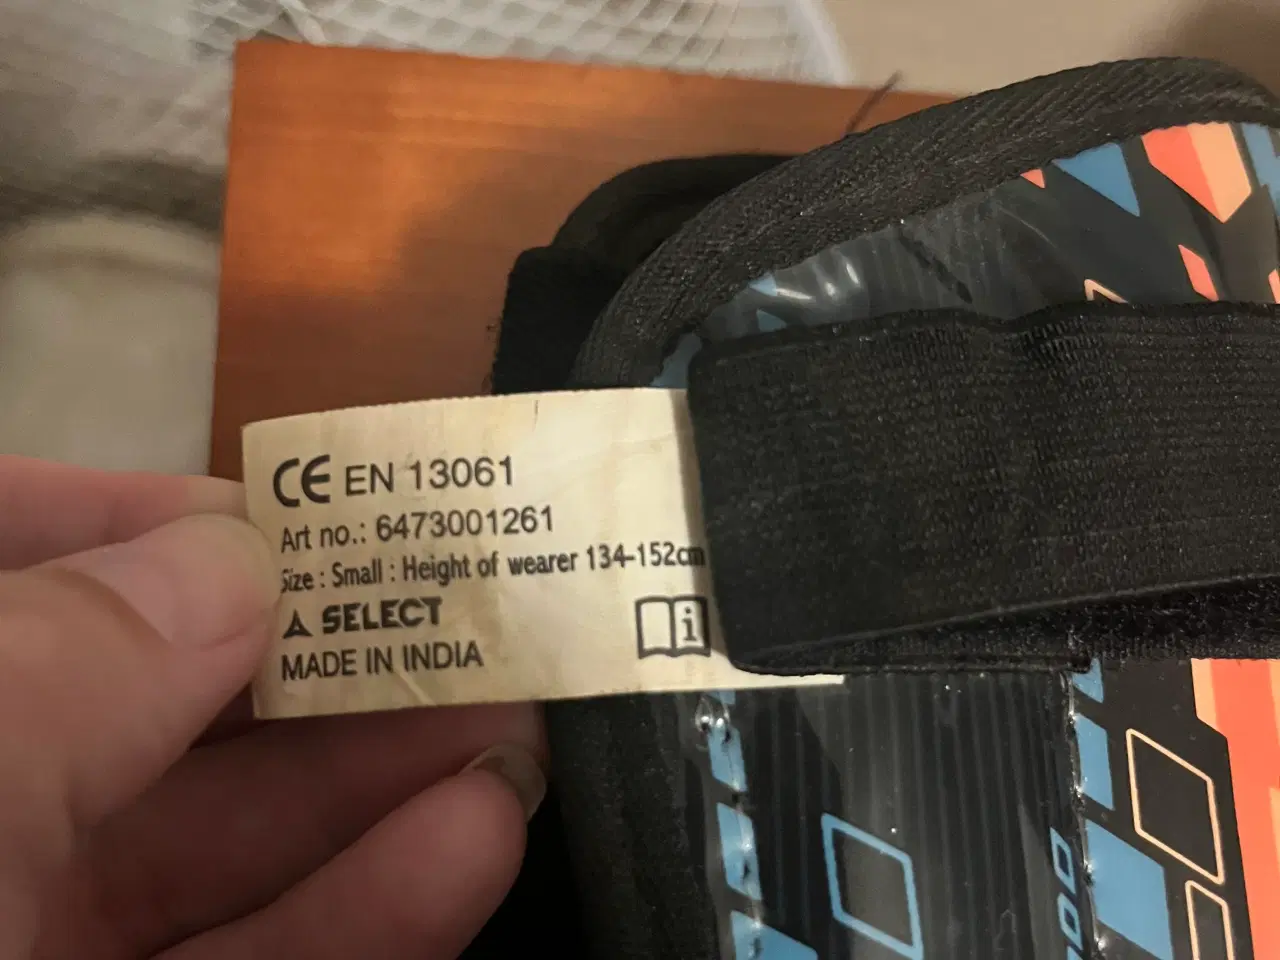 CE EN 13061
Art no.: 6473001261
Size : Small : Height of wearer 134-152cm
SELECT
MADE IN INDIA
i